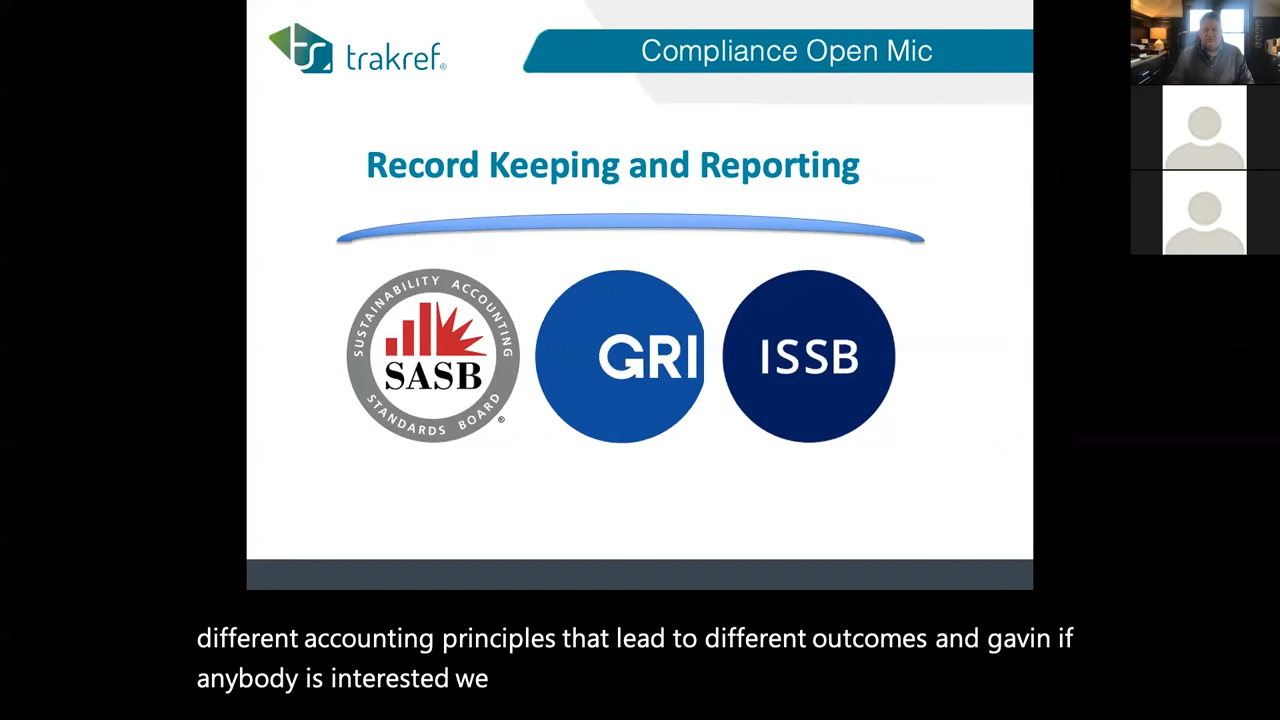 ts trakref®
Compliance Open Mic
Record Keeping and Reporting
SUSTAINABILITY ACCOUNTING
SASB
STANDARDS BOARD
®
GRI
ISSB
different accounting principles that lead to different outcomes and gavin if
anybody is interested we